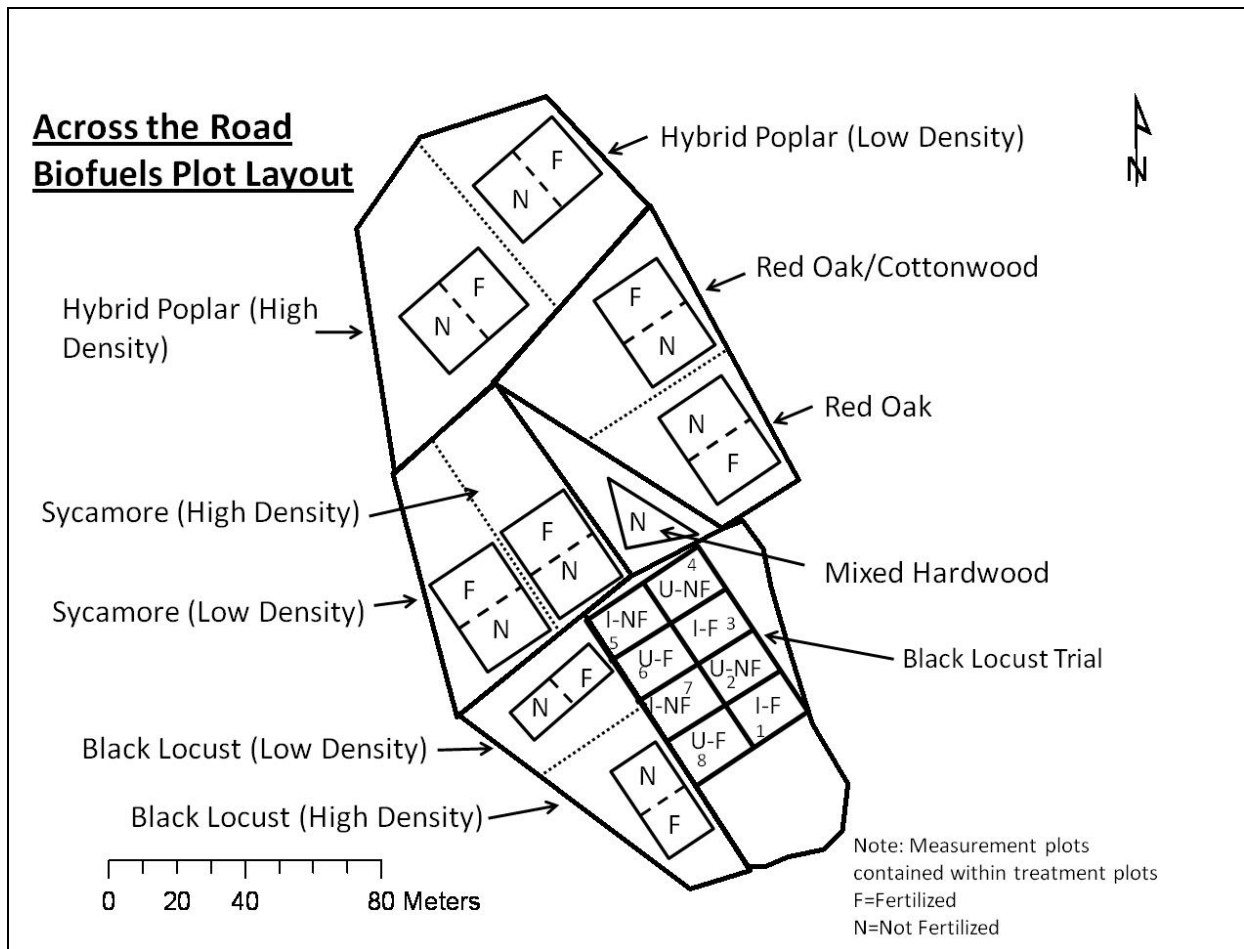 Across the Road
Biofuels Plot Layout
N
Hybrid Poplar (Low Density)
F
N
Red Oak/Cottonwood
F
N
Hybrid Poplar (High
Density)
F
N
Red Oak
N
F
Sycamore (High Density)
F
N
Mixed Hardwood
N
Sycamore (Low Density)
F
N
Black Locust Trial
4
U-NF
I-NF
5
I-F 3
U-F
6
U-NF
2
7
I-NF
I-F
1
U-F
8
Black Locust (Low Density)
N
F
Black Locust (High Density)
N
F
0 20 40 80 Meters
Note: Measurement plots
contained within treatment plots
F=Fertilized
N=Not Fertilized